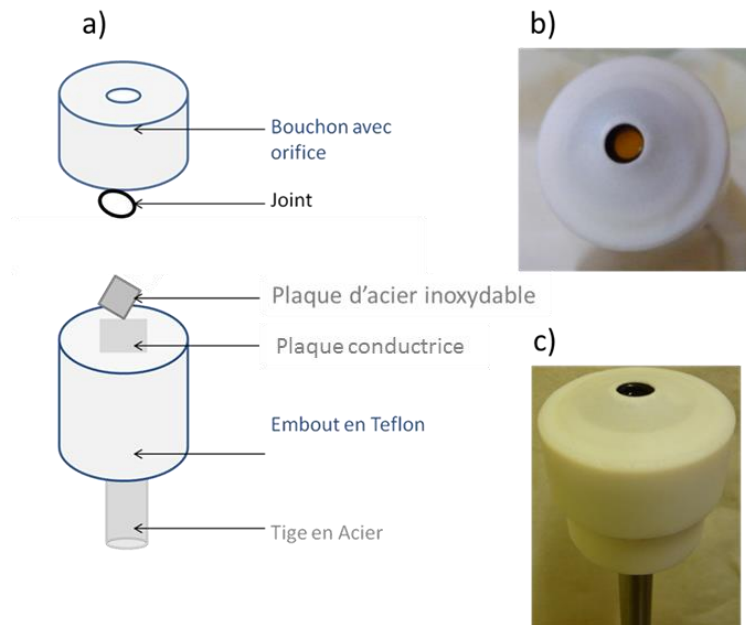 a)
Bouchon avec
orifice
Joint
Plaque d'acier inoxydable
Plaque conductrice
Embout en Teflon
Tige en Acier
b)
c)